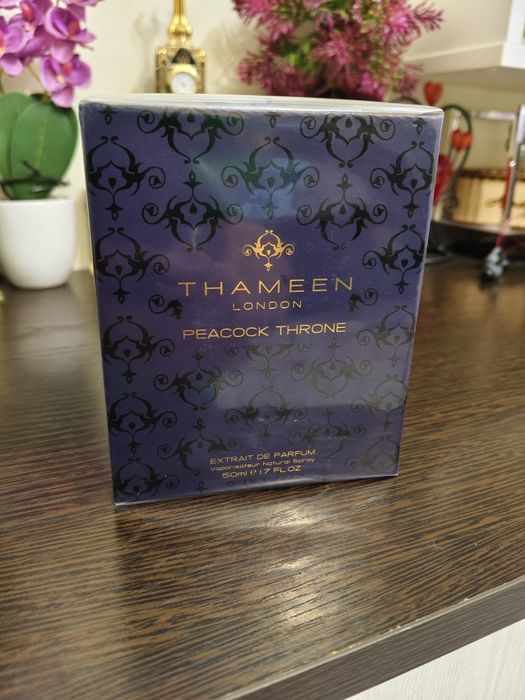 THAMEEN
LONDON
PEACOCK THRONE
EXTRAIT DE PARFUM
Vaporisateur Natural Spray
50ml ℮ 1.7 FL.OZ